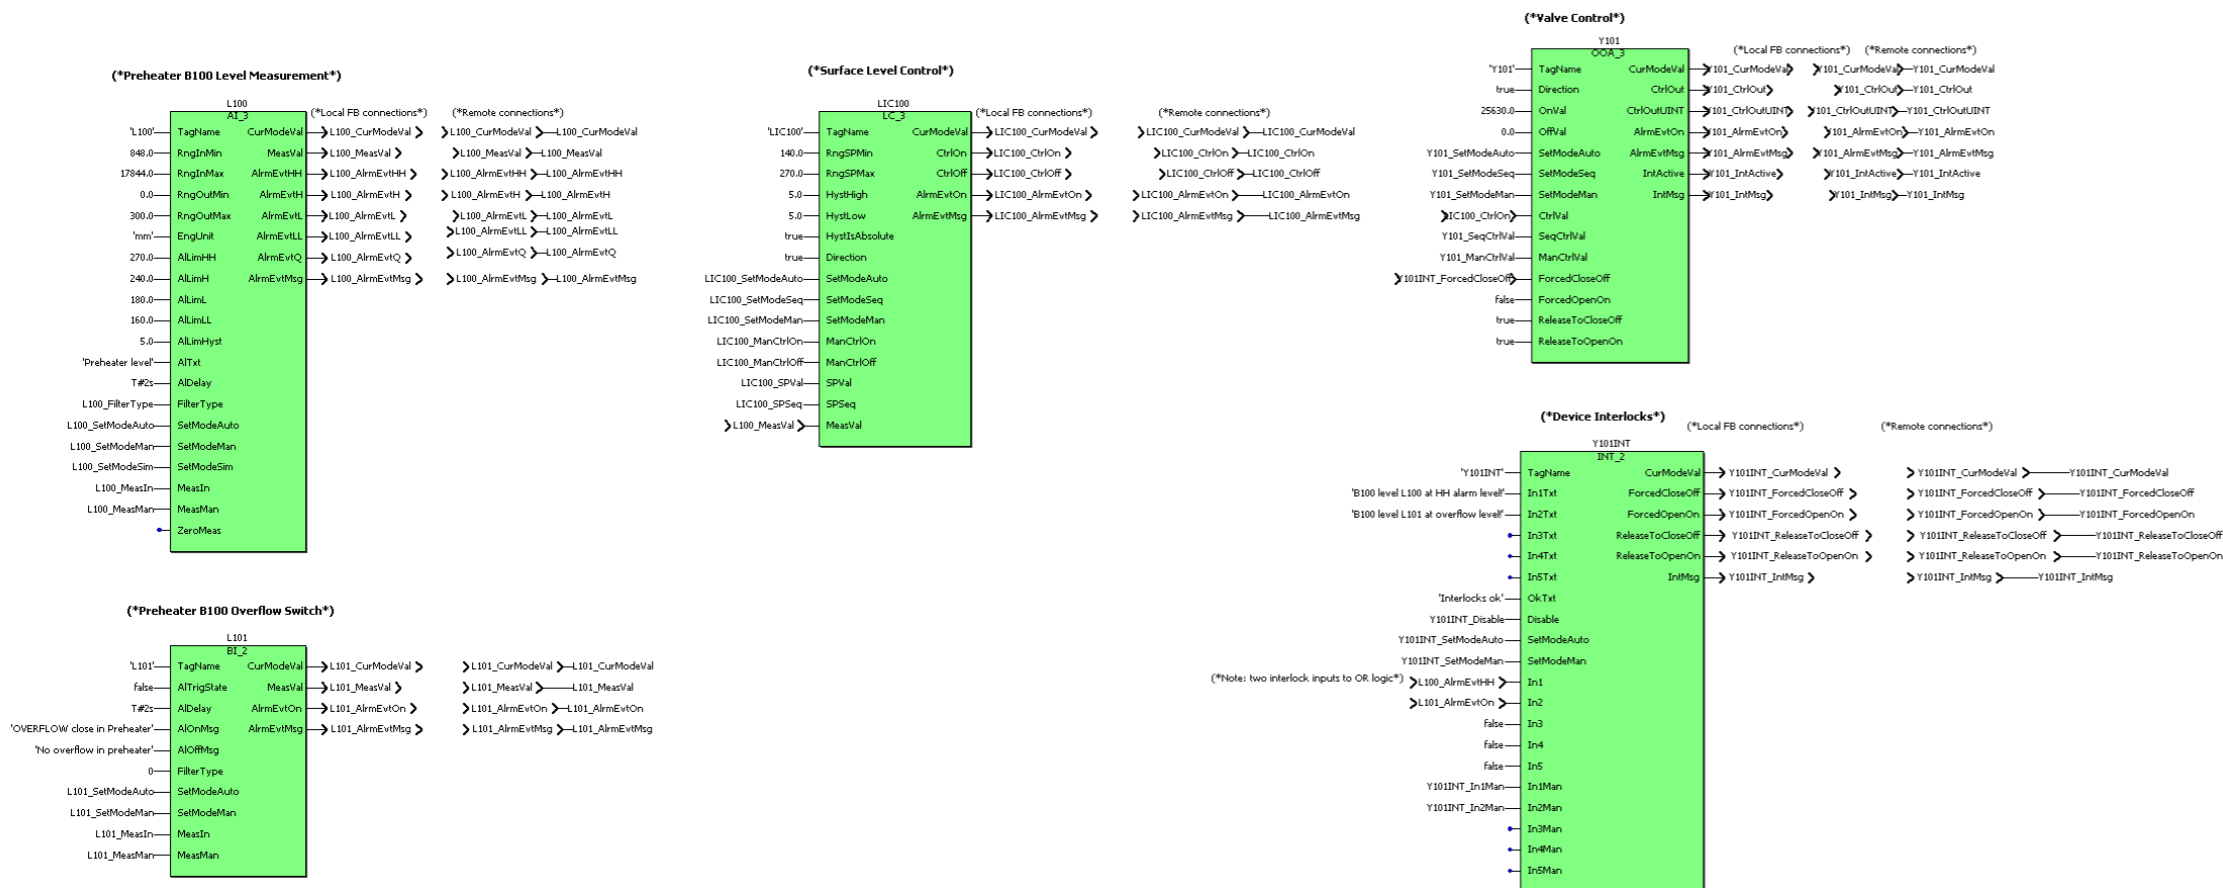 (*Preheater B100 Level Measurement*)
L100
AI_3
(*Local FB connections*) (*Remote connections*)
'L100' TagName CurModeVal L100_CurModeVal L100_CurModeVal L100_CurModeVal
848.0 RngInMin MeasVal L100_MeasVal L100_MeasVal L100_MeasVal
17844.0 RngInMax AlrmEvtHH L100_AlrmEvtHH L100_AlrmEvtHH L100_AlrmEvtHH
0.0 RngOutMin AlrmEvtH L100_AlrmEvtH L100_AlrmEvtH L100_AlrmEvtH
300.0 RngOutMax AlrmEvtL L100_AlrmEvtL L100_AlrmEvtL L100_AlrmEvtL
'mm' EngUnit AlrmEvtLL L100_AlrmEvtLL L100_AlrmEvtLL L100_AlrmEvtLL
270.0 AlLimHH AlrmEvtQ L100_AlrmEvtQ L100_AlrmEvtQ L100_AlrmEvtQ
240.0 AlLimH AlrmEvtMsg L100_AlrmEvtMsg L100_AlrmEvtMsg L100_AlrmEvtMsg
180.0 AlLimL
160.0 AlLimLL
5.0 AlLimHyst
'Preheater level' AlTxt
T#2s AlDelay
L100_FilterType FilterType
L100_SetModeAuto SetModeAuto
L100_SetModeMan SetModeMan
L100_SetModeSim SetModeSim
L100_MeasIn MeasIn
L100_MeasMan MeasMan
ZeroMeas
(*Preheater B100 Overflow Switch*)
L101
BI_2
'L101' TagName CurModeVal L101_CurModeVal L101_CurModeVal L101_CurModeVal
false AlTrigState MeasVal L101_MeasVal L101_MeasVal L101_MeasVal
T#2s AlDelay AlrmEvtOn L101_AlrmEvtOn L101_AlrmEvtOn L101_AlrmEvtOn
'OVERFLOW close in Preheater' AlOnMsg AlrmEvtMsg L101_AlrmEvtMsg L101_AlrmEvtMsg L101_AlrmEvtMsg
'No overflow in preheater' AlOffMsg
0 FilterType
L101_SetModeAuto SetModeAuto
L101_SetModeMan SetModeMan
L101_MeasIn MeasIn
L101_MeasMan MeasMan
(*Surface Level Control*)
LIC100
LC_3
(*Local FB connections*) (*Remote connections*)
'LIC100' TagName CurModeVal LIC100_CurModeVal LIC100_CurModeVal LIC100_CurModeVal
140.0 RngSPMin CtrlOn LIC100_CtrlOn LIC100_CtrlOn LIC100_CtrlOn
270.0 RngSPMax CtrlOff LIC100_CtrlOff LIC100_CtrlOff LIC100_CtrlOff
5.0 HystHigh AlrmEvtOn LIC100_AlrmEvtOn LIC100_AlrmEvtOn LIC100_AlrmEvtOn
5.0 HystLow AlrmEvtMsg LIC100_AlrmEvtMsg LIC100_AlrmEvtMsg LIC100_AlrmEvtMsg
true HystIsAbsolute
true Direction
LIC100_SetModeAuto SetModeAuto
LIC100_SetModeSeq SetModeSeq
LIC100_SetModeMan SetModeMan
LIC100_ManCtrlOn ManCtrlOn
LIC100_ManCtrlOff ManCtrlOff
LIC100_SPVal SPVal
LIC100_SPSeq SPSeq
L100_MeasVal MeasVal
(*Valve Control*)
Y101
OOA_3
(*Local FB connections*) (*Remote connections*)
'Y101' TagName CurModeVal Y101_CurModeVal Y101_CurModeVal Y101_CurModeVal
true Direction CtrlOut Y101_CtrlOut Y101_CtrlOut Y101_CtrlOut
25630.0 OnVal CtrlOutUINT Y101_CtrlOutUINT Y101_CtrlOutUINT Y101_CtrlOutUINT
0.0 OffVal AlrmEvtOn Y101_AlrmEvtOn Y101_AlrmEvtOn Y101_AlrmEvtOn
Y101_SetModeAuto SetModeAuto AlrmEvtMsg Y101_AlrmEvtMsg Y101_AlrmEvtMsg Y101_AlrmEvtMsg
Y101_SetModeSeq SetModeSeq IntActive Y101_IntActive Y101_IntActive Y101_IntActive
Y101_SetModeMan SetModeMan IntMsg Y101_IntMsg Y101_IntMsg Y101_IntMsg
LIC100_CtrlOn CtrlVal
Y101_SeqCtrlVal SeqCtrlVal
Y101_ManCtrlVal ManCtrlVal
Y101INT_ForcedCloseOff ForcedCloseOff
false ForcedOpenOn
true ReleaseToCloseOff
true ReleaseToOpenOn
(*Device Interlocks*)
(*Local FB connections*) (*Remote connections*)
Y101INT
INT_2
'Y101INT' TagName CurModeVal Y101INT_CurModeVal Y101INT_CurModeVal Y101INT_CurModeVal
'B100 level L100 at HH alarm level' In1Txt ForcedCloseOff Y101INT_ForcedCloseOff Y101INT_ForcedCloseOff Y101INT_ForcedCloseOff
'B100 level L101 at overflow level' In2Txt ForcedOpenOn Y101INT_ForcedOpenOn Y101INT_ForcedOpenOn Y101INT_ForcedOpenOn
In3Txt ReleaseToCloseOff Y101INT_ReleaseToCloseOff Y101INT_ReleaseToCloseOff Y101INT_ReleaseToCloseOff
In4Txt ReleaseToOpenOn Y101INT_ReleaseToOpenOn Y101INT_ReleaseToOpenOn Y101INT_ReleaseToOpenOn
In5Txt IntMsg Y101INT_IntMsg Y101INT_IntMsg Y101INT_IntMsg
'Interlocks ok' OkTxt
Y101INT_Disable Disable
Y101INT_SetModeAuto SetModeAuto
Y101INT_SetModeMan SetModeMan
(*Note: two interlock inputs to OR logic*) L100_AlrmEvtHH In1
L101_AlrmEvtOn In2
false In3
false In4
false In5
Y101INT_In1Man In1Man
Y101INT_In2Man In2Man
In3Man
In4Man
In5Man